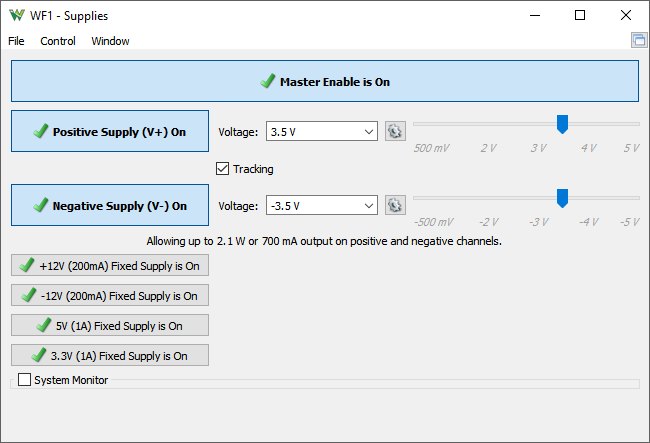 WF1 - Supplies
File Control Window
Master Enable is On
Positive Supply (V+) On Voltage: 3.5 V
500 mV 2 V 3 V 4 V 5 V
Tracking
Negative Supply (V-) On Voltage: -3.5 V
-500 mV -2 V -3 V -4 V -5 V
Allowing up to 2.1 W or 700 mA output on positive and negative channels.
+12V (200mA) Fixed Supply is On
-12V (200mA) Fixed Supply is On
5V (1A) Fixed Supply is On
3.3V (1A) Fixed Supply is On
System Monitor